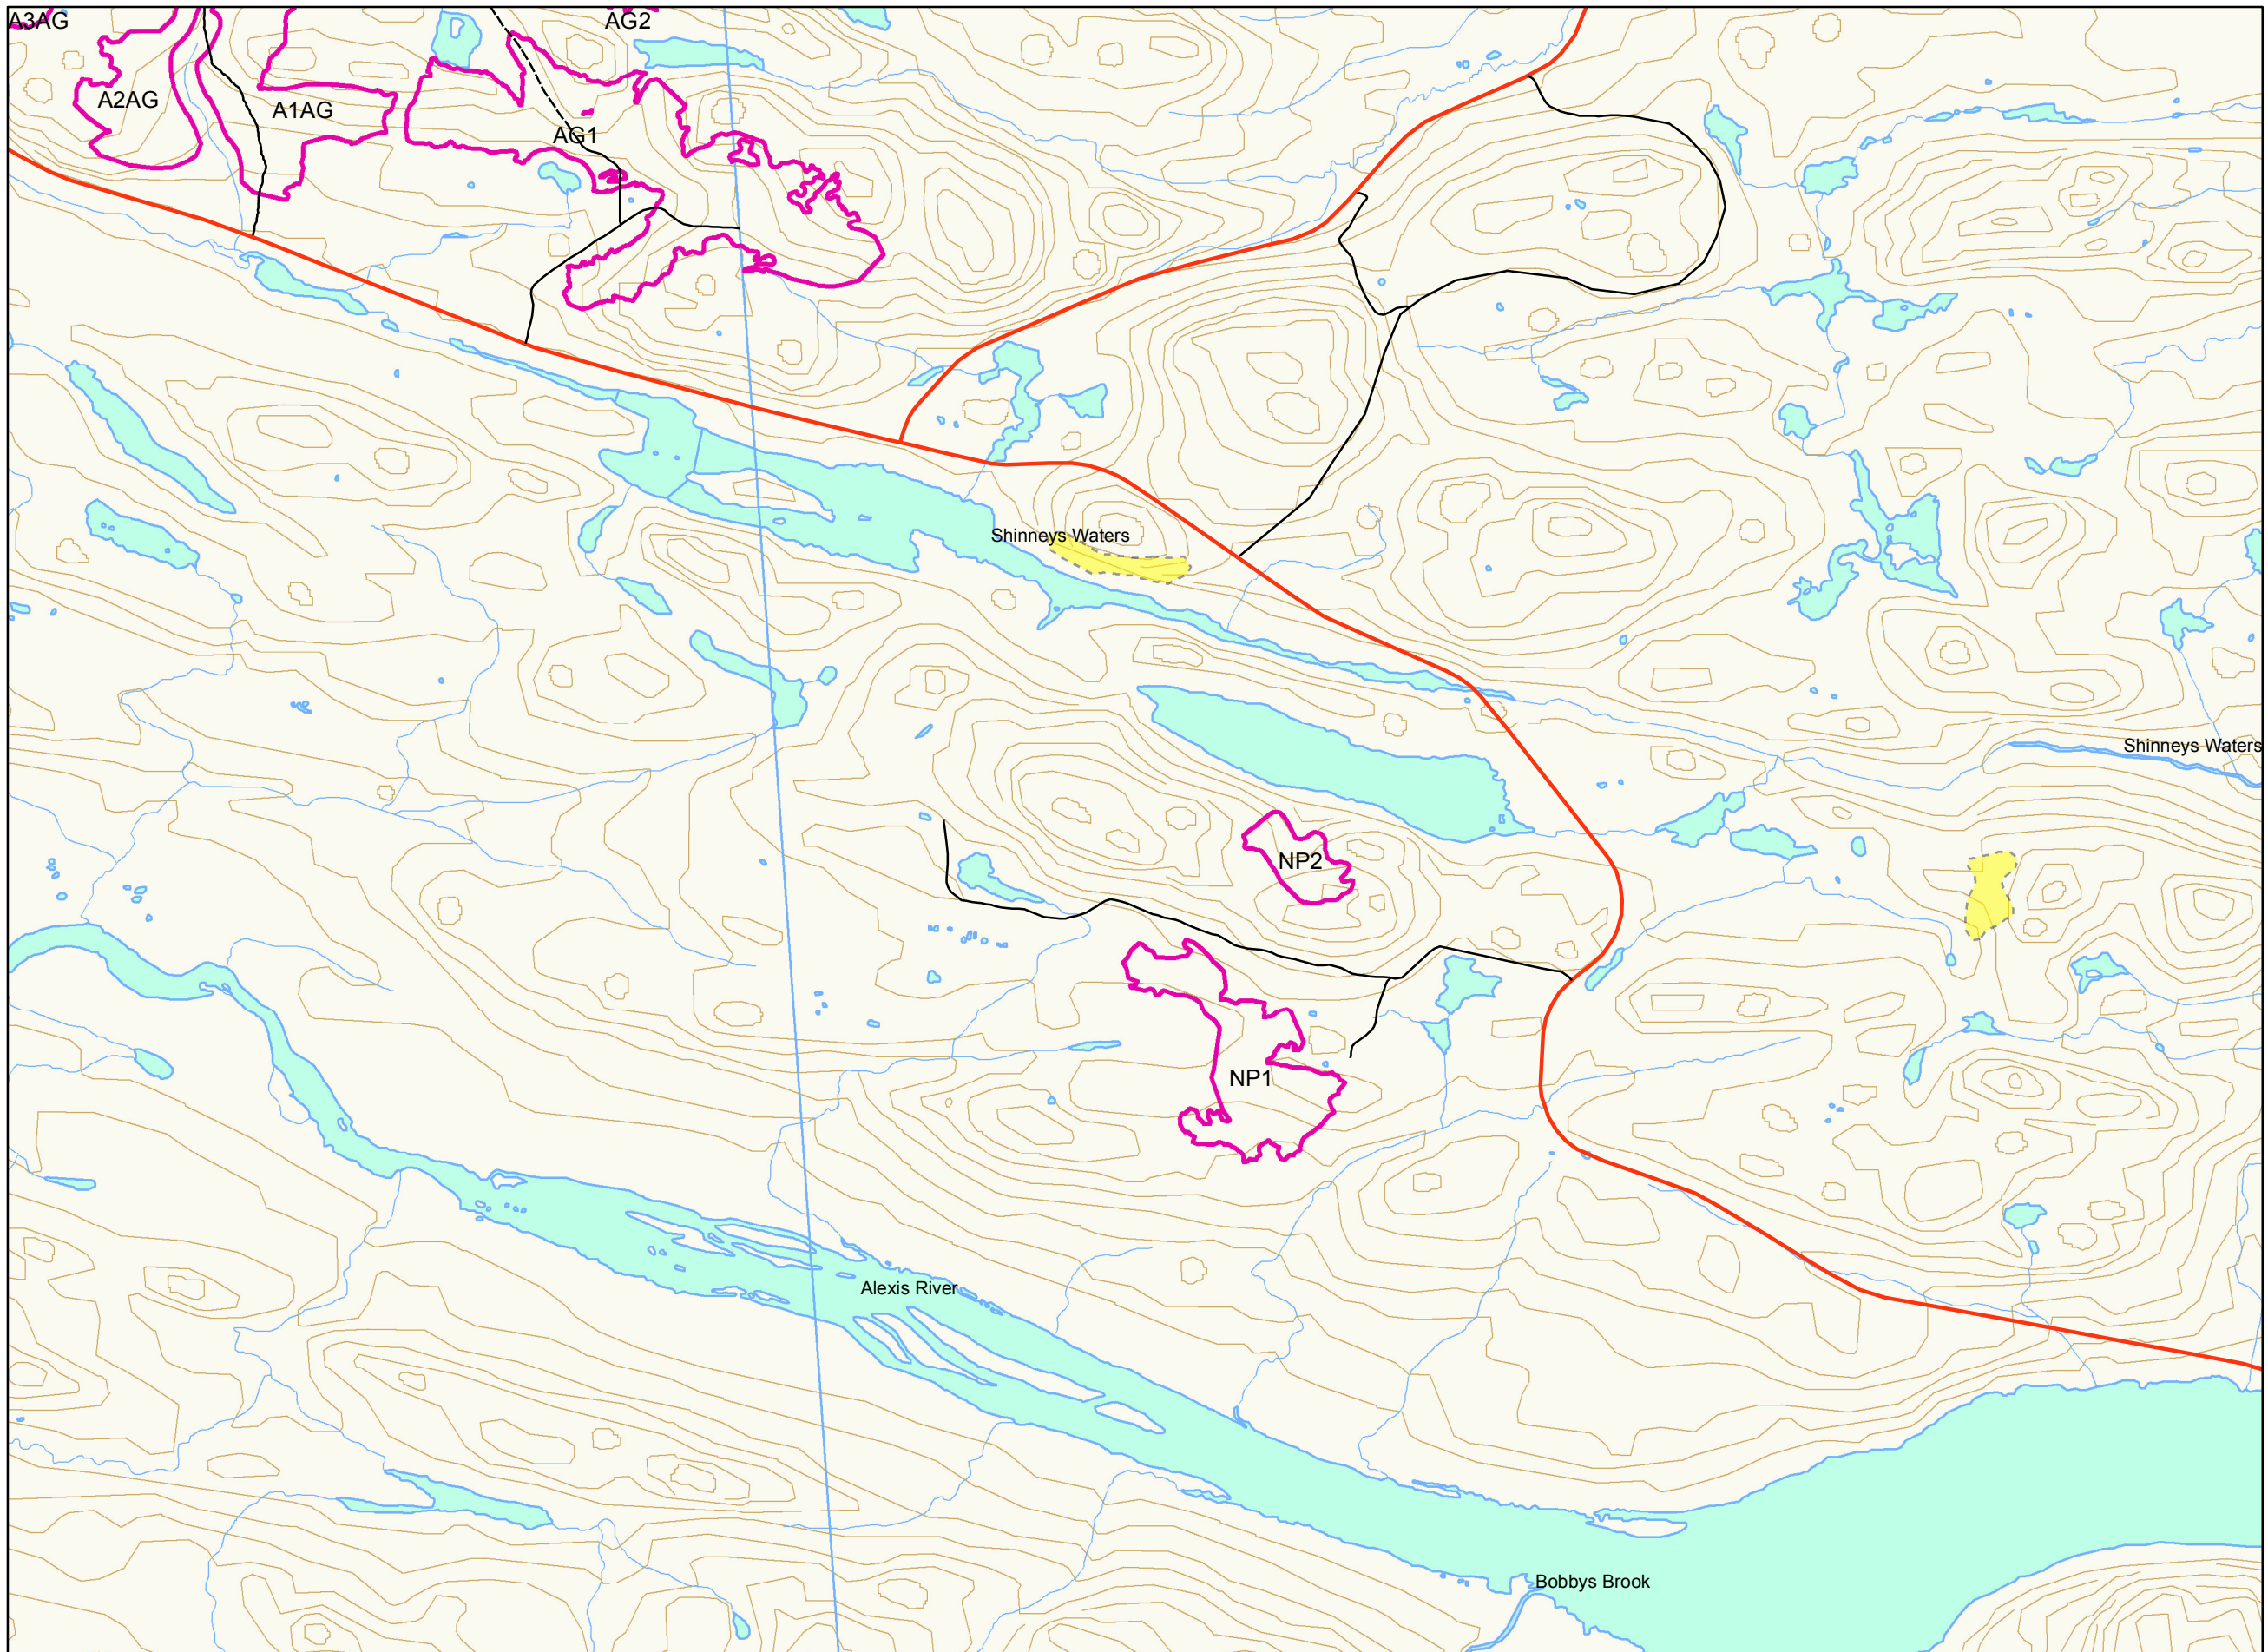 A3AG
AG2
A2AG
A1AG
AG1
Shinneys Waters
Shinneys Waters
NP2
NP1
Alexis River
Bobbys Brook